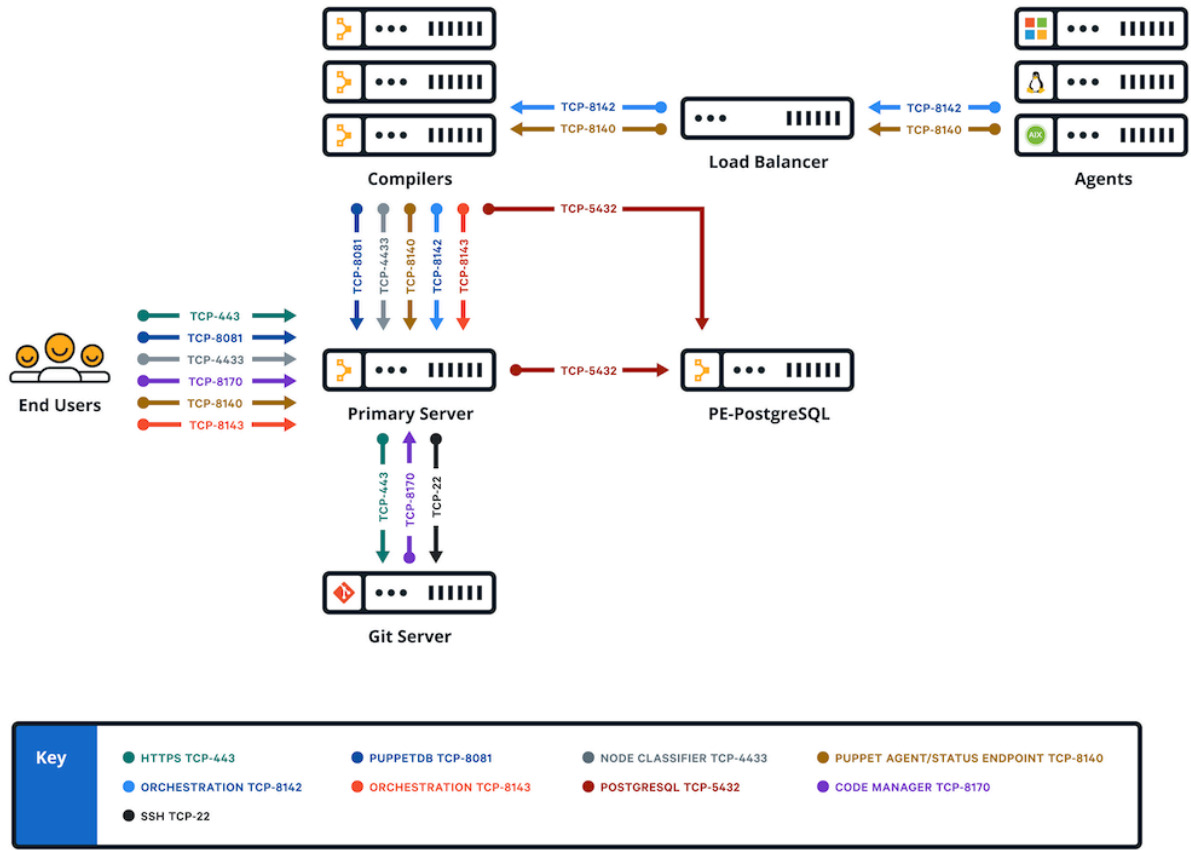 TCP-8142
TCP-8140
TCP-8142
TCP-8140
AIX
Load Balancer
Compilers
Agents
TCP-5432
TCP-8081
TCP-4433
TCP-8140
TCP-8142
TCP-8143
TCP-443
TCP-8081
TCP-4433
TCP-8170
TCP-8140
TCP-8143
End Users
TCP-5432
Primary Server
PE-PostgreSQL
TCP-443
TCP-8170
TCP-22
Git Server
Key
HTTPS TCP-443
PUPPETDB TCP-8081
NODE CLASSIFIER TCP-4433
PUPPET AGENT/STATUS ENDPOINT TCP-8140
ORCHESTRATION TCP-8142
ORCHESTRATION TCP-8143
POSTGRESQL TCP-5432
CODE MANAGER TCP-8170
SSH TCP-22